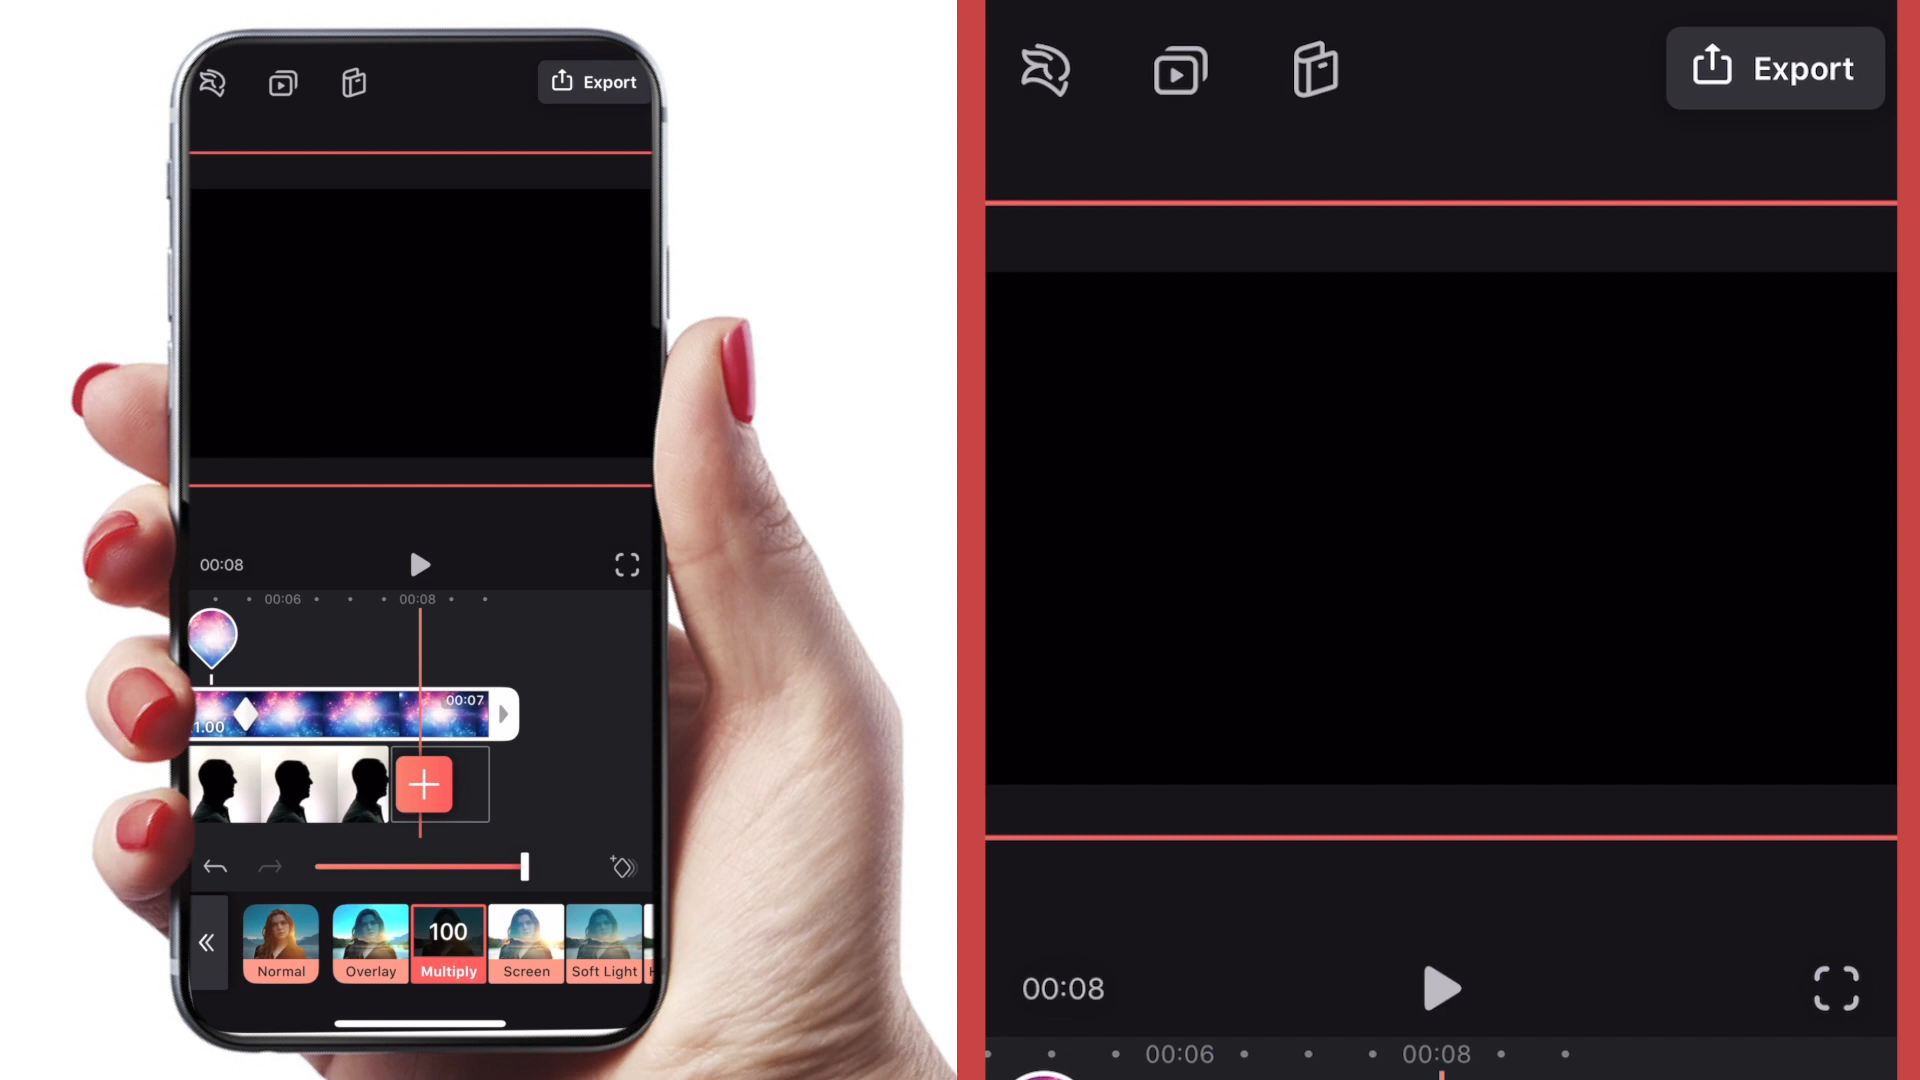 Export
00:08
00:06
00:08
00:07
1.00
100
Normal
Overlay
Multiply
Screen
Soft Light
Export
00:08
00:06
00:08